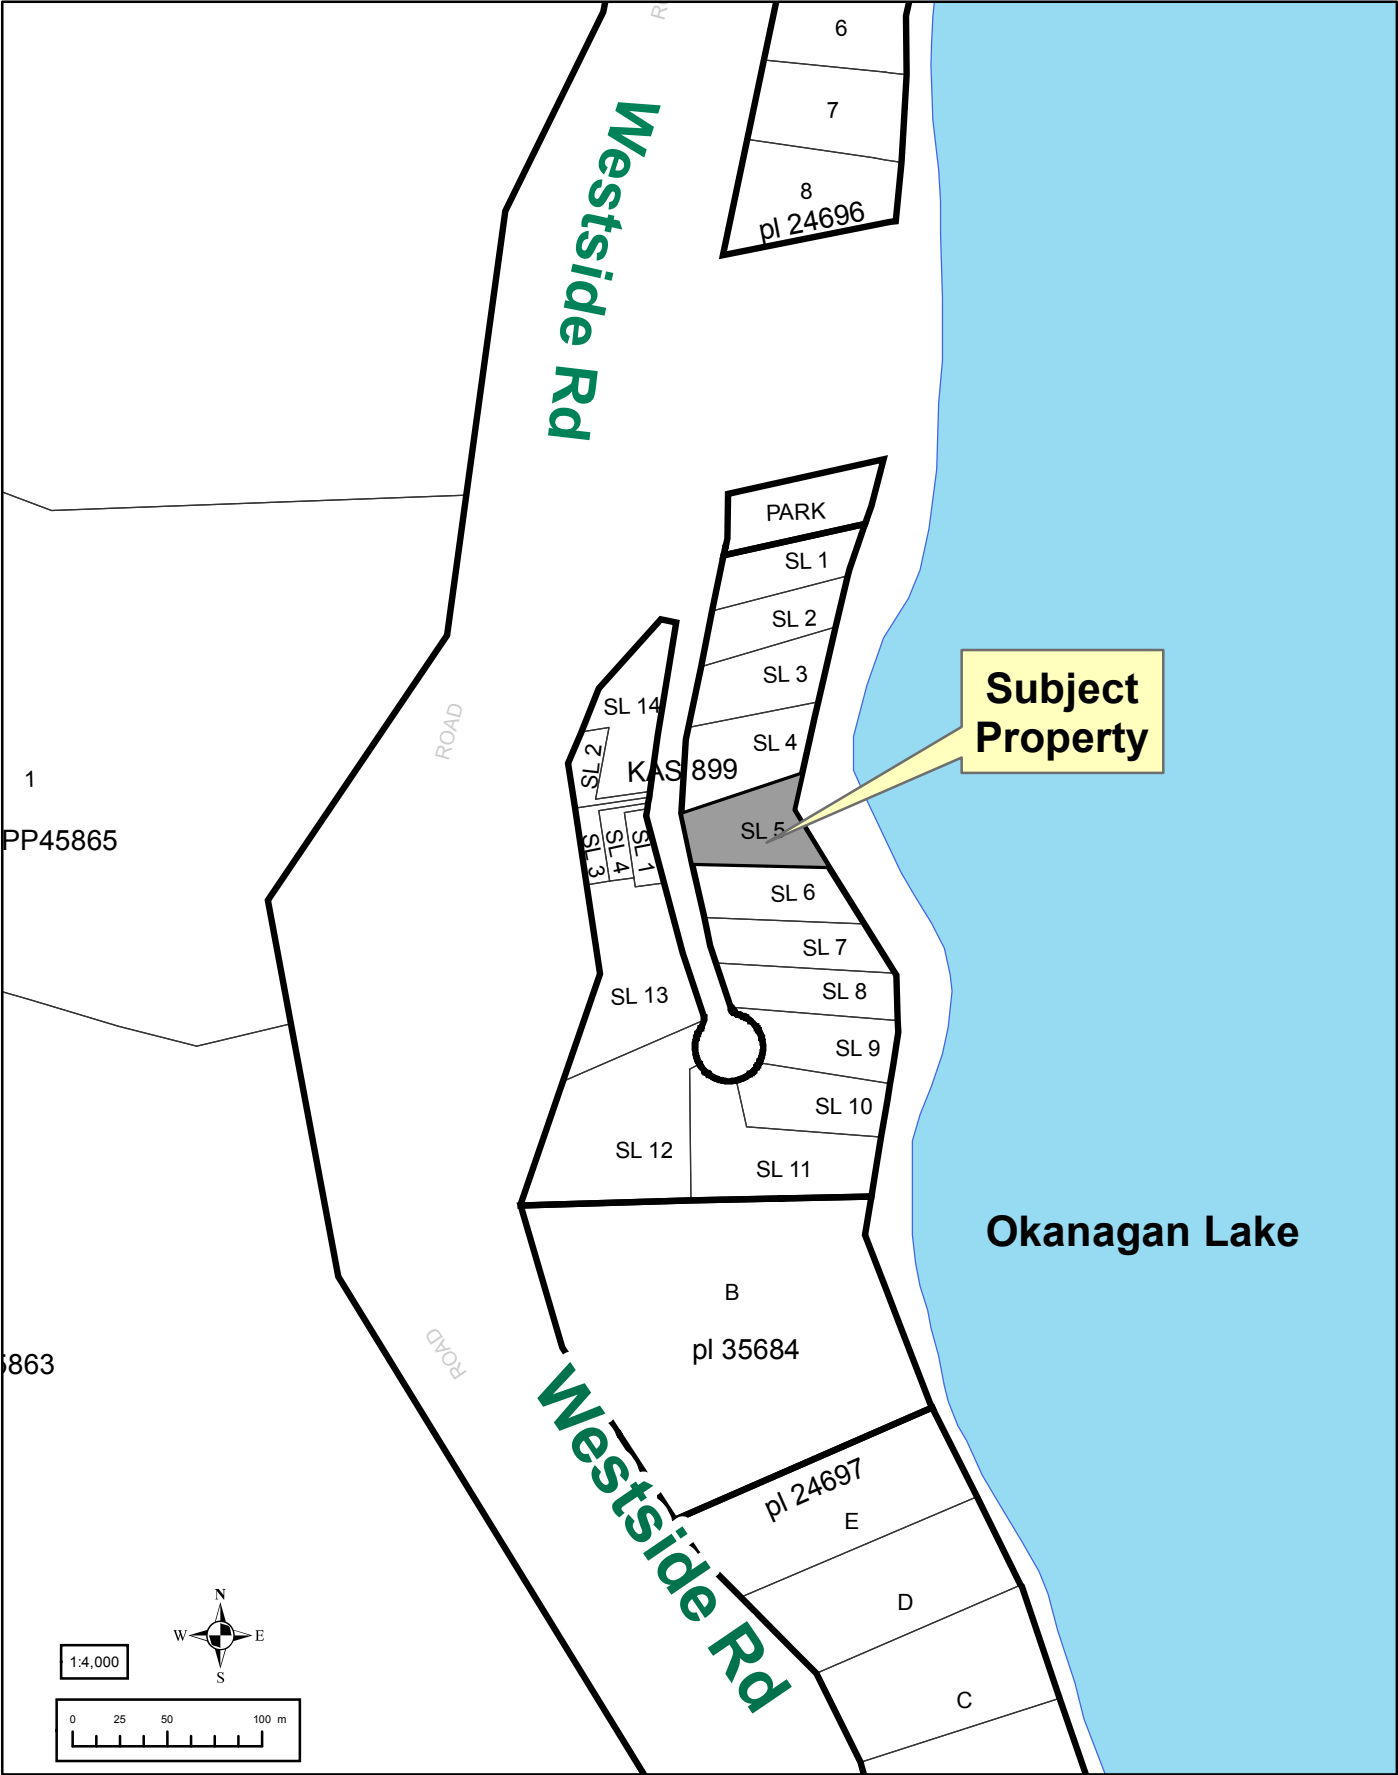 6
7
8
pl 24696
Westside Rd
PARK
SL 1
SL 2
SL 3
SL 4
SL 14
SL 2
KAS 899
Subject
Property
ROAD
1
PP45865
SL 5
SL 3
SL 4
SL 1
SL 6
SL 7
SL 8
SL 13
SL 9
SL 10
SL 12
SL 11
Okanagan Lake
B
pl 35684
ROAD
5863
Westside Rd
pl 24697
E
D
C
N
W E
S
1:4,000
0 25 50 100 m